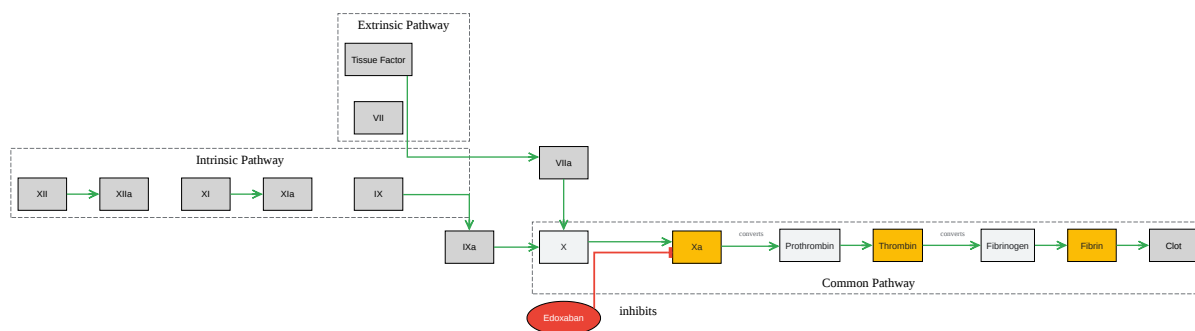 Extrinsic Pathway
Tissue Factor
VII
Intrinsic Pathway
XII
XIIa
XI
XIa
IX
VIIa
IXa
X
Xa
converts
Prothrombin
Thrombin
converts
Fibrinogen
Fibrin
Clot
Common Pathway
Edoxaban
inhibits